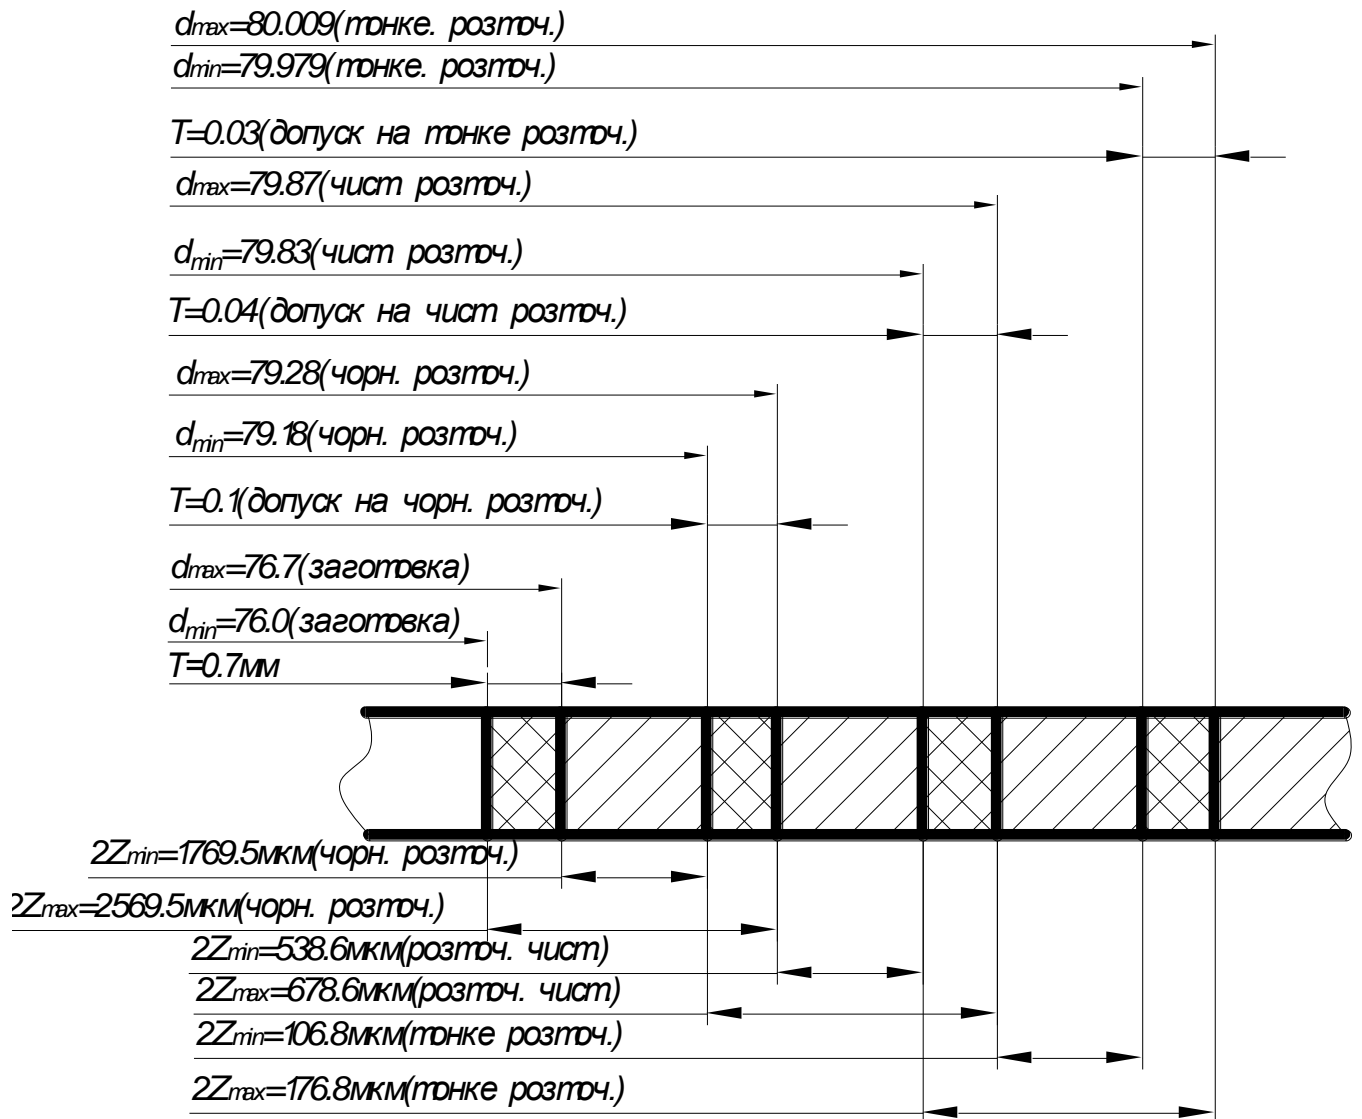 dmax=80.009(тонке. розточ.)
dmin=79.979(тонке. розточ.)
T=0.03(допуск на тонке розточ.)
dmax=79.87(чист розточ.)
dmin=79.83(чист розточ.)
T=0.04(допуск на чист розточ.)
dmax=79.28(чорн. розточ.)
dmin=79.18(чорн. розточ.)
T=0.1(допуск на чорн. розточ.)
dmax=76.7(заготовка)
dmin=76.0(заготовка)
T=0.7мм
2Zmin=1769.5мкм(чорн. розточ.)
2Zmax=2569.5мкм(чорн. розточ.)
2Zmin=538.6мкм(розточ. чист)
2Zmax=678.6мкм(розточ. чист)
2Zmin=106.8мкм(тонке розточ.)
2Zmax=176.8мкм(тонке розточ.)